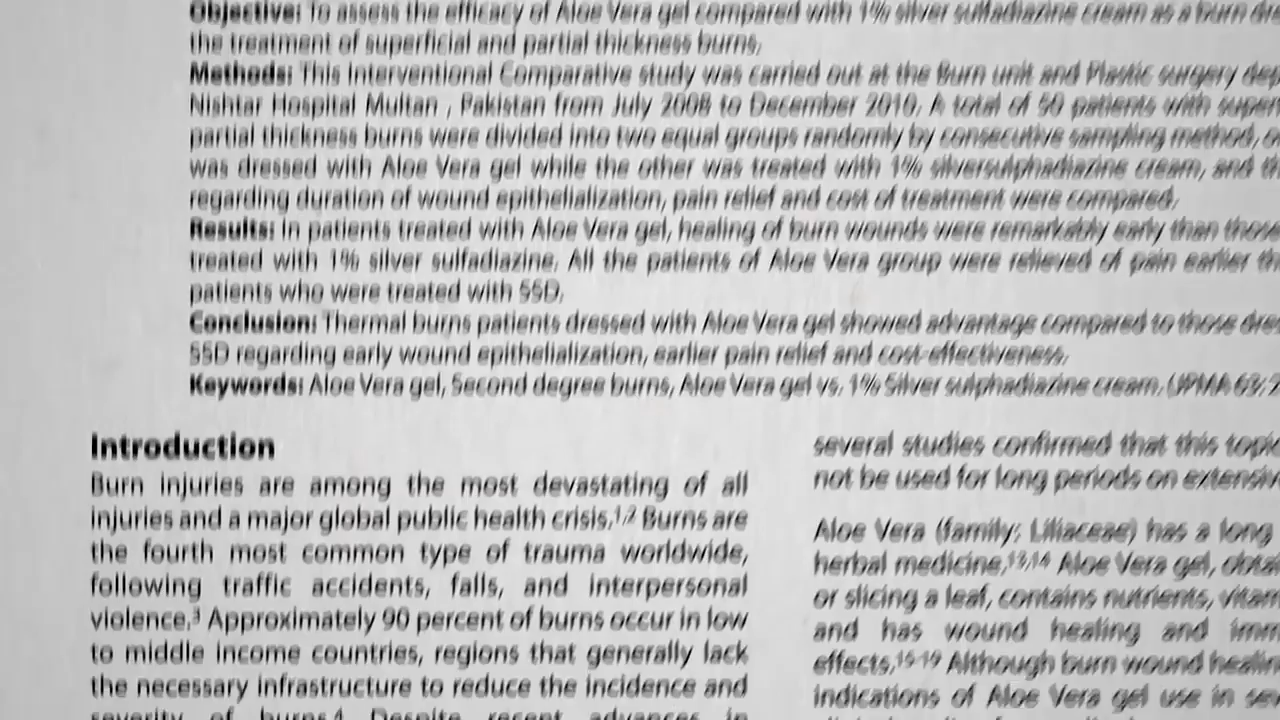 Objective: To assess the efficacy of Aloe Vera gel compared with 1% silver sulfadiazine cream as a burn
the treatment of superficial and partial thickness burns.
Methods: This Interventional Comparative study was carried out at the Burn unit and Plastic surgery
Nishtar Hospital Multan , Pakistan from July 2008 to December 2010. A total of 50 patients with
partial thickness burns were divided into two equal groups randomly by consecutive sampling method,
was dressed with Aloe Vera gel while the other was treated with 1% silversulphadiazine cream, and
regarding duration of wound epithelialization, pain relief and cost of treatment were compared.
Results: In patients treated with Aloe Vera gel, healing of burn wounds were remarkably early than those
treated with 1% silver sulfadiazine. All the patients of Aloe Vera group were relieved of pain earlier
patients who were treated with SSD.
Conclusion: Thermal burns patients dressed with Aloe Vera gel showed advantage compared to those
SSD regarding early wound epithelialization, earlier pain relief and cost-effectiveness.
Keywords: Aloe Vera gel, Second degree burns, Aloe Vera gel vs. 1% Silver sulphadiazine cream. (JPMA 63:
Introduction
Burn injuries are among the most devastating of all
injuries and a major global public health crisis.1,2 Burns are
the fourth most common type of trauma worldwide,
following traffic accidents, falls, and interpersonal
violence.3 Approximately 90 percent of burns occur in low
to middle income countries, regions that generally lack
the necessary infrastructure to reduce the incidence and
severity of burns.4 Despite recent advances in
several studies confirmed that this
not be used for long periods on
Aloe Vera (family: Liliaceae) has a long
herbal medicine.13,14 Aloe Vera gel,
or slicing a leaf, contains nutrients,
and has wound healing and
effects.15-19 Although burn wound
indications of Aloe Vera gel use in